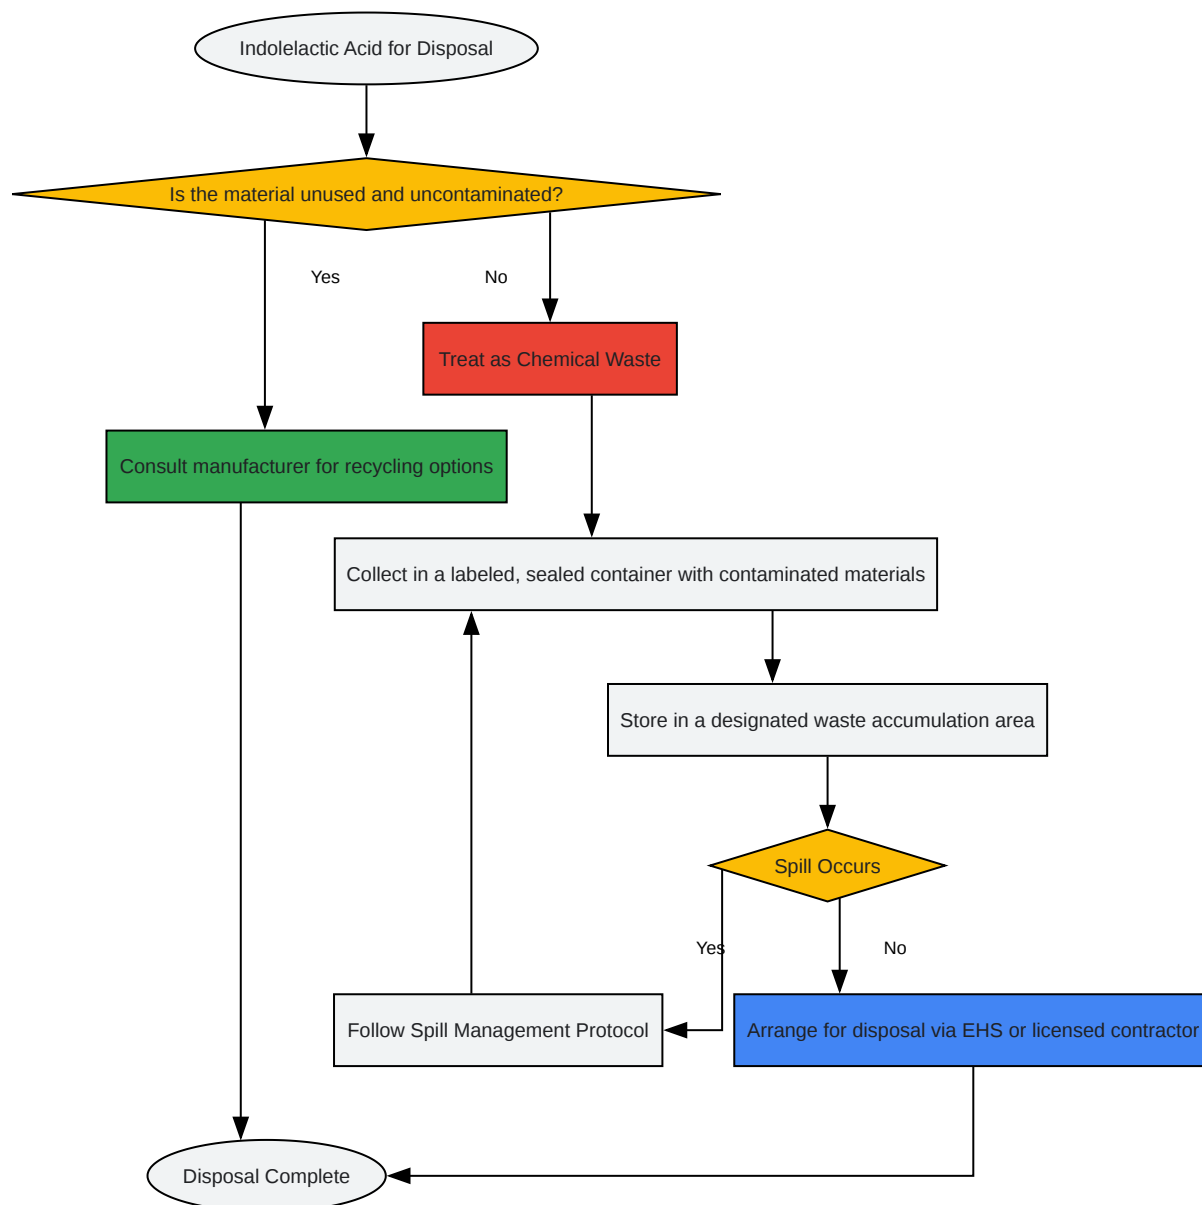 Indolelactic Acid for Disposal
Is the material unused and uncontaminated?
Yes
No
Treat as Chemical Waste
Consult manufacturer for recycling options
Collect in a labeled, sealed container with contaminated materials
Store in a designated waste accumulation area
Spill Occurs
Yes
No
Follow Spill Management Protocol
Arrange for disposal via EHS or licensed contractor
Disposal Complete